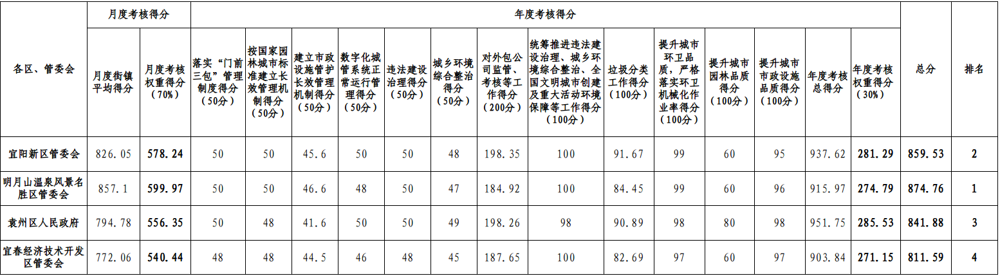 各区、管委会
月度考核得分
年度考核得分
总分
排名
月度街镇
平均得分
月度考核
权重得分
（70%）
落实“门前
三包”管理
制度得分
（50分）
按国家园
林城市标
准建立长
效管理机
制得分
（50分）
建立市政
设施管护
长效管理
机制得分
（50分）
数字化城
管系统正
常运行管
理得分
（50分）
违法建设
治理得分
（50分）
城乡环境
综合整治
得分
（50分）
对外包公
司监管、
考核等工
作得分
（200分）
统筹推进违法建
设治理、城乡环
境综合整治、全
国文明城市创建
及重大活动环境
保障等工作得分
（100分）
垃圾分类
工作得分
（100分）
提升城市
环卫品
质，严格
落实环卫
机械化作
业率得分
（100分）
提升城市
园林品质
得分
（100分）
提升城市
市政设施
品质得分
（100分）
年度考核
总得分
年度考核
权重得分
（30%）
宜阳新区管委会 826.05 578.24 50 50 45.6 50 50 48 198.35 100 91.67 99 60 95 937.62 281.29 859.53 2
明月山温泉风景名
胜区管委会
857.1 599.97 50 50 46.6 48 50 47 184.92 100 84.45 99 60 96 915.97 274.79 874.76 1
袁州区人民政府 794.78 556.35 50 48 41.6 50 50 49 198.26 98 90.89 98 80 98 951.75 285.53 841.88 3
宜春经济技术开发
区管委会
772.06 540.44 48 48 44.5 46 48 45 187.65 100 82.69 97 60 97 903.84 271.15 811.59 4